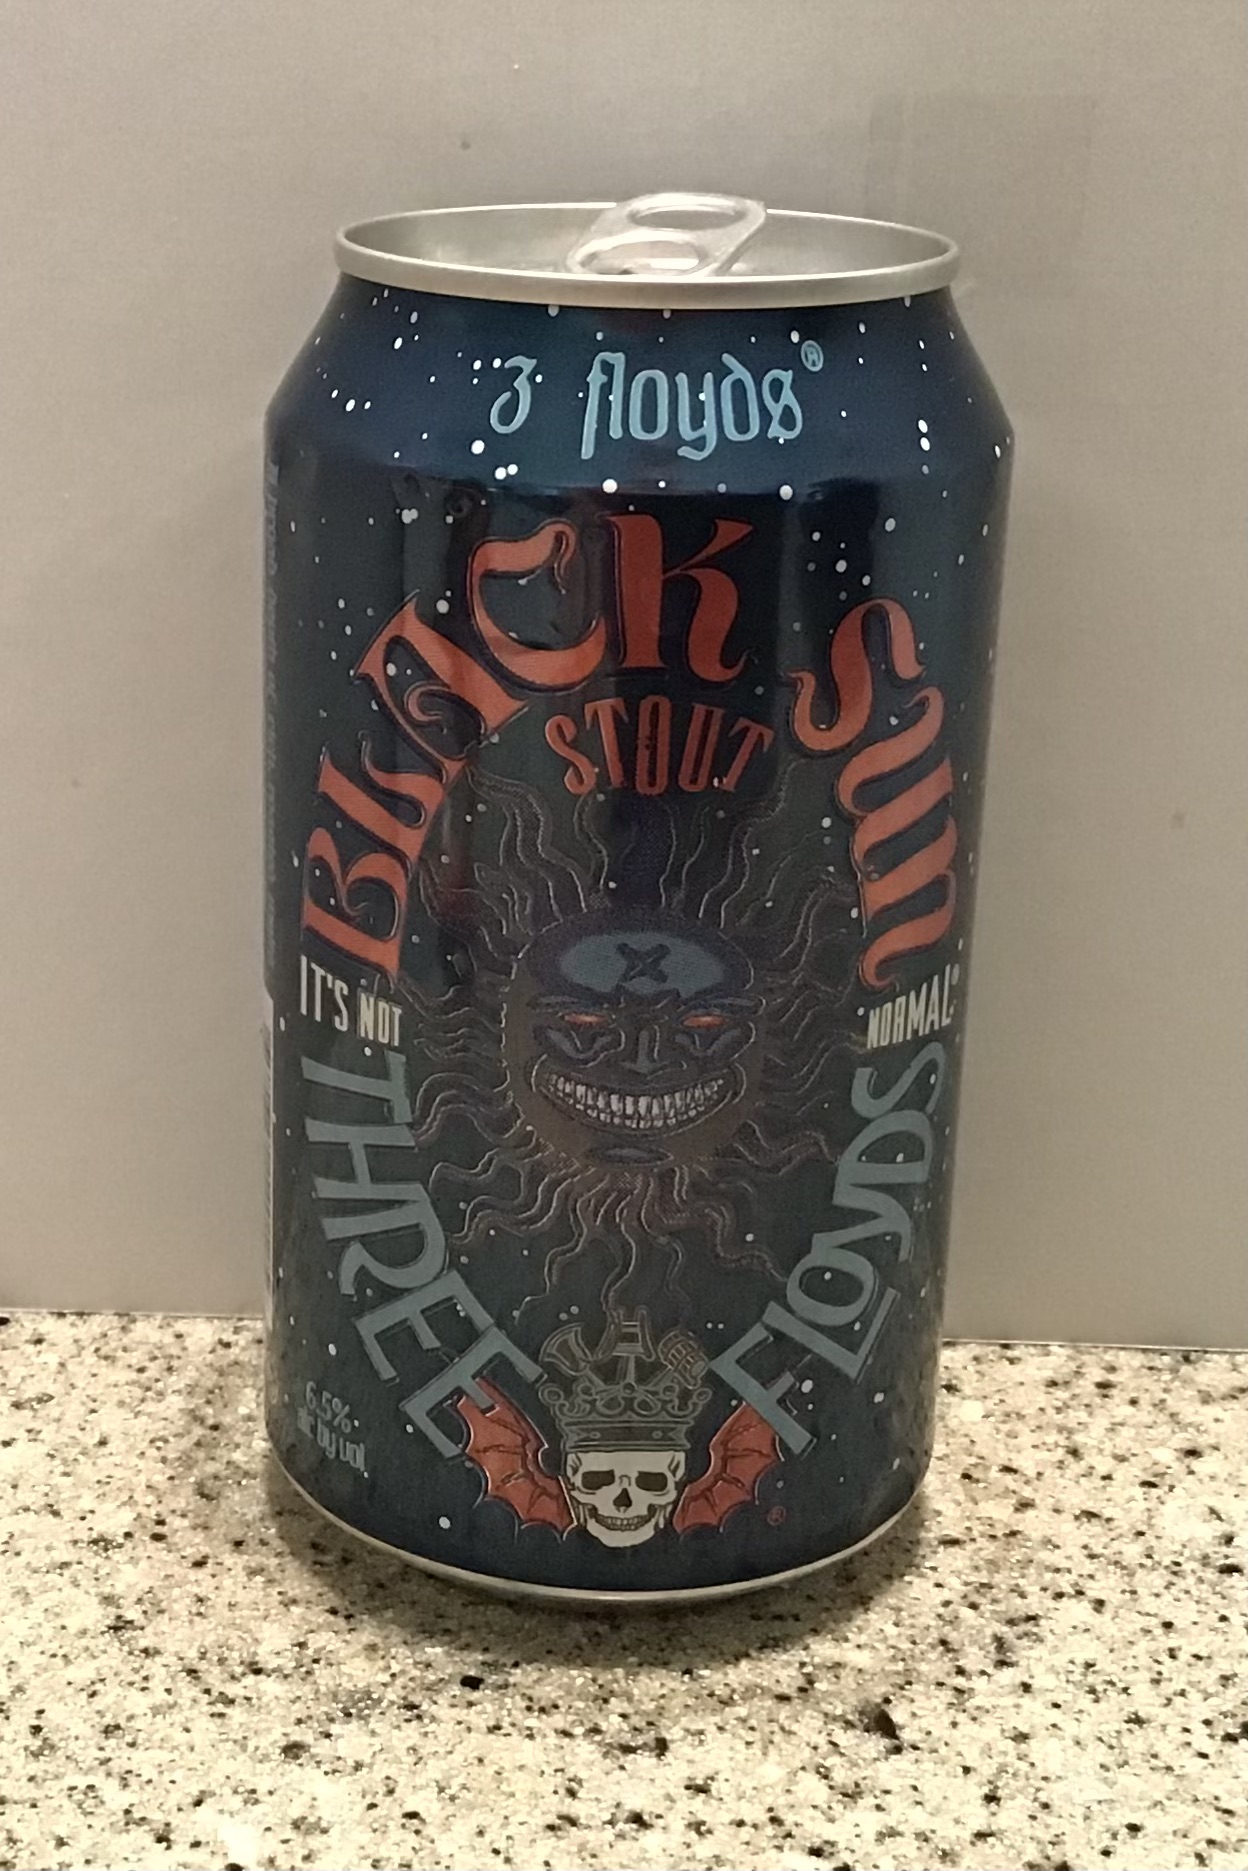 3 floyds®
BLACK SUN
STOUT
IT'S NOT NORMAL®
THREE FLOYDS
6.5%
alc by vol
®